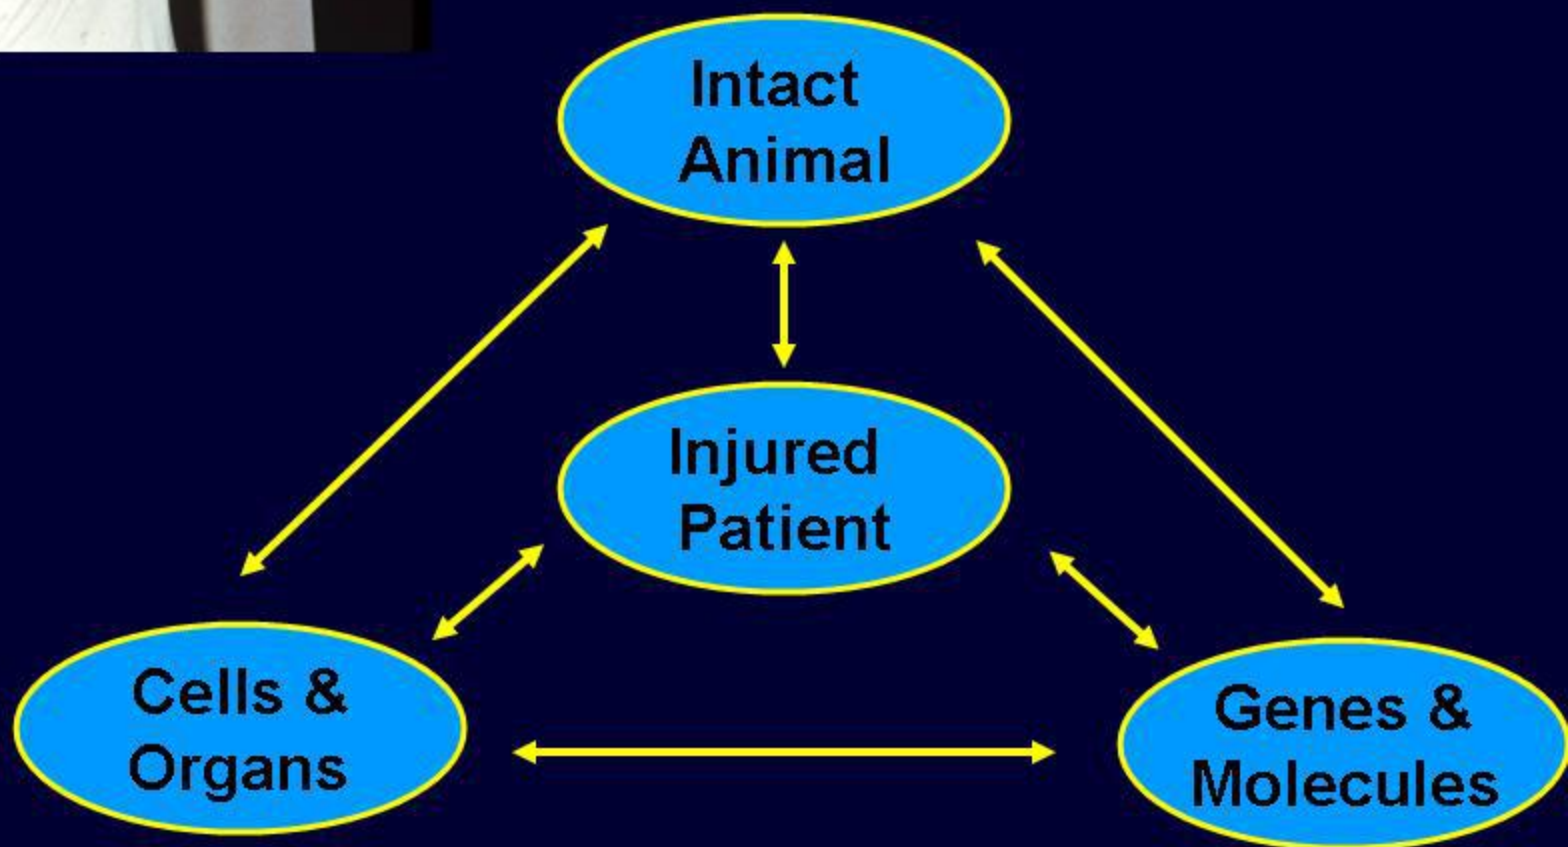 Intact
Animal
Injured
Patient
Cells &
Organs
Genes &
Molecules